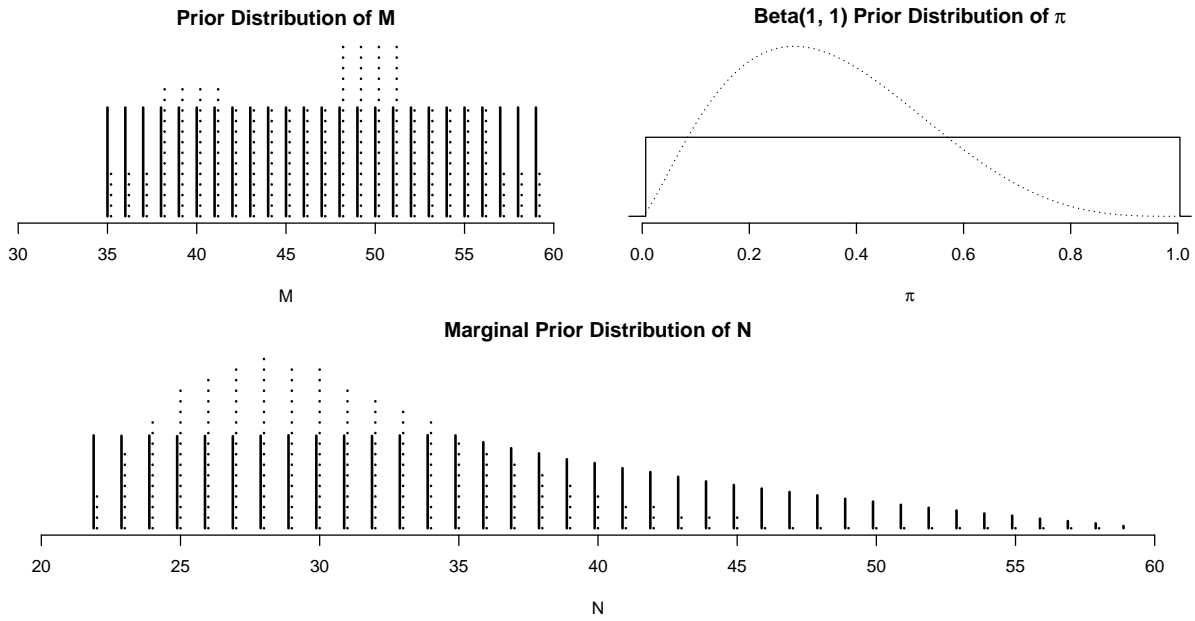 Prior Distribution of M
30 35 40 45 50 55 60
M
Beta(1, 1) Prior Distribution of π
0.0 0.2 0.4 0.6 0.8 1.0
π
Marginal Prior Distribution of N
20 25 30 35 40 45 50 55 60
N